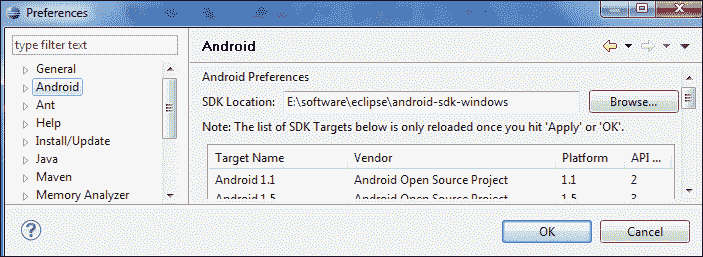 Preferences
type filter text
General
Android
Ant
Help
Install/Update
Java
Maven
Memory Analyzer
Android
Android Preferences
SDK Location: E:\software\eclipse\android-sdk-windows Browse...
Note: The list of SDK Targets below is only reloaded once you hit 'Apply' or 'OK'.
Target Name Vendor Platform API ...
Android 1.1 Android Open Source Project 1.1 2
Android 1.5 Android Open Source Project 1.5 3
? OK Cancel